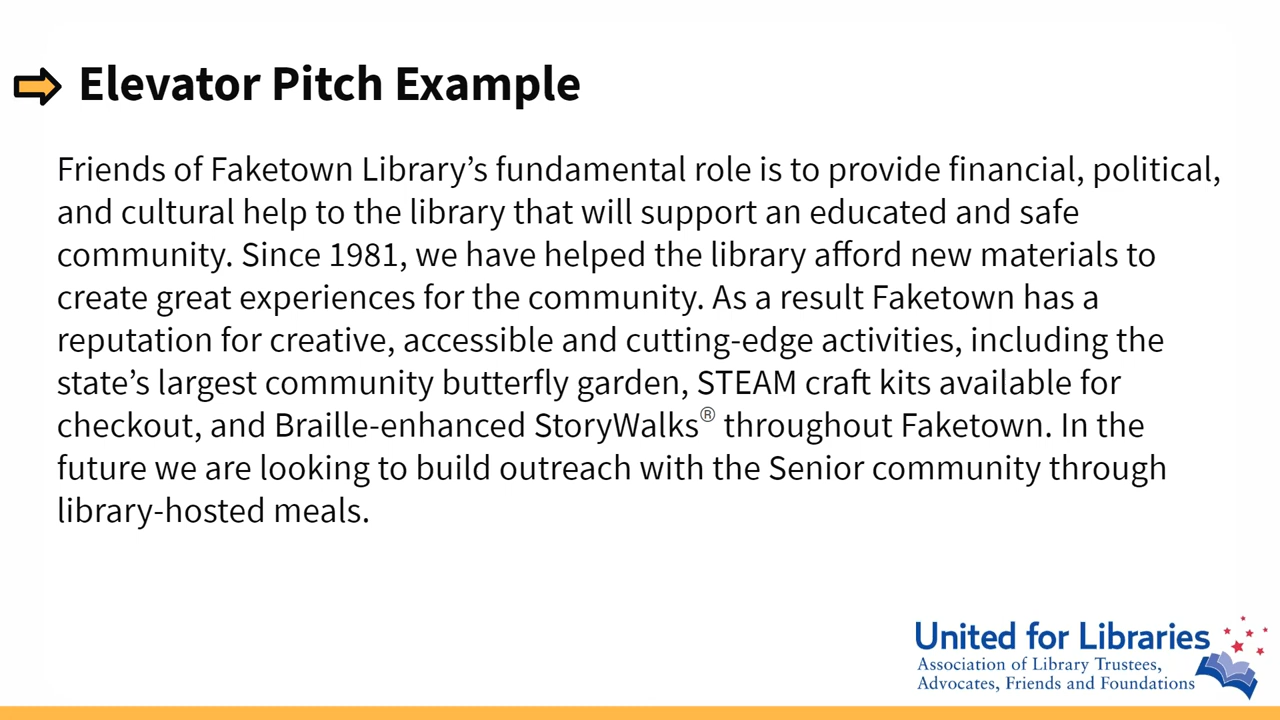 Elevator Pitch Example
Friends of Faketown Library’s fundamental role is to provide financial, political,
and cultural help to the library that will support an educated and safe
community. Since 1981, we have helped the library afford new materials to
create great experiences for the community. As a result Faketown has a
reputation for creative, accessible and cutting-edge activities, including the
state’s largest community butterfly garden, STEAM craft kits available for
checkout, and Braille-enhanced StoryWalks® throughout Faketown. In the
future we are looking to build outreach with the Senior community through
library-hosted meals.
United for Libraries
Association of Library Trustees,
Advocates, Friends and Foundations